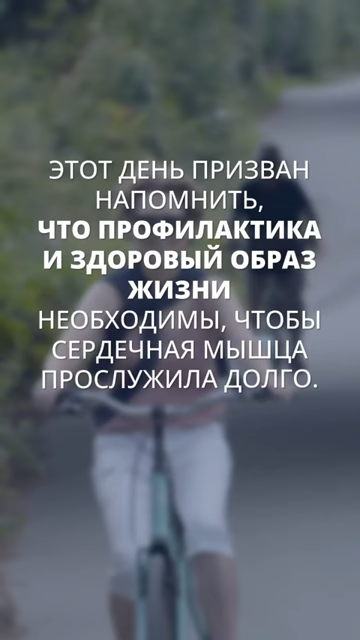 ЭТОТ ДЕНЬ ПРИЗВАН
НАПОМНИТЬ,
ЧТО ПРОФИЛАКТИКА
И ЗДОРОВЫЙ ОБРАЗ
ЖИЗНИ
НЕОБХОДИМЫ, ЧТОБЫ
СЕРДЕЧНАЯ МЫШЦА
ПРОСЛУЖИЛА ДОЛГО.